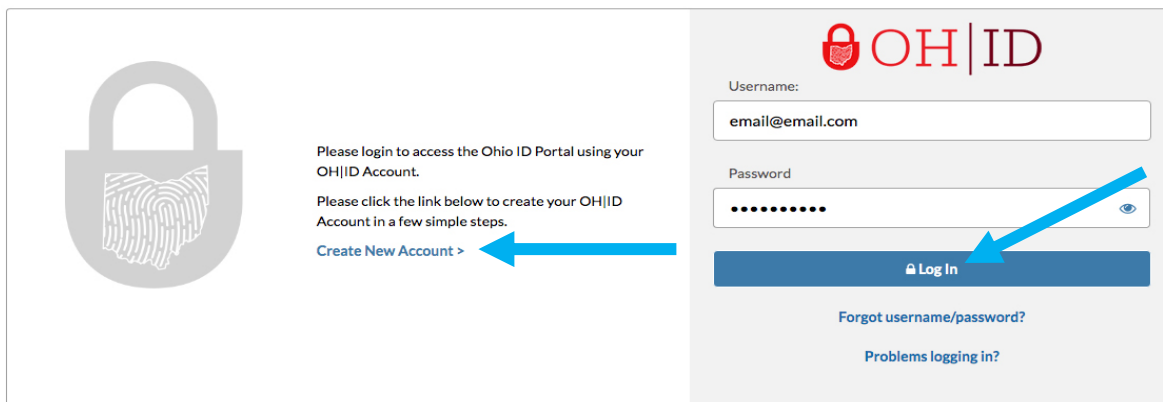 Please login to access the Ohio ID Portal using your
OH|ID Account.
Please click the link below to create your OH|ID
Account in a few simple steps.
Create New Account >
OH|ID
Username:
email@email.com
Password
••••••••••
Log In
Forgot username/password?
Problems logging in?